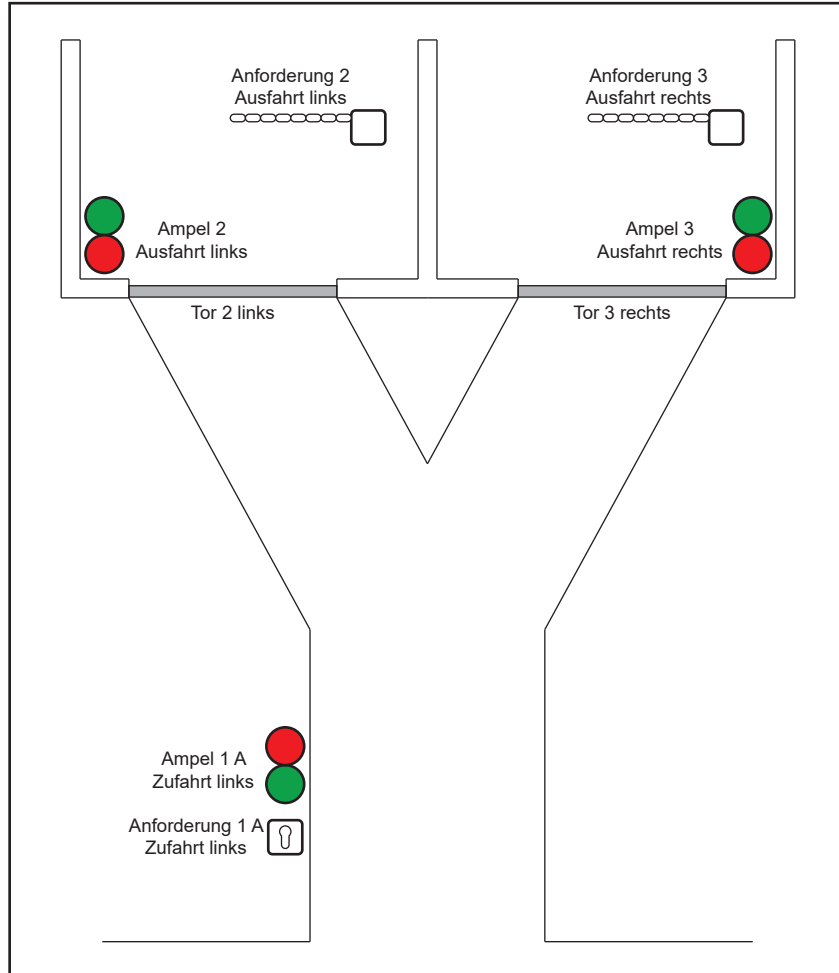 Anforderung 2
Ausfahrt links
Anforderung 3
Ausfahrt rechts
Ampel 2
Ausfahrt links
Ampel 3
Ausfahrt rechts
Tor 2 links
Tor 3 rechts
Ampel 1 A
Zufahrt links
Anforderung 1 A
Zufahrt links